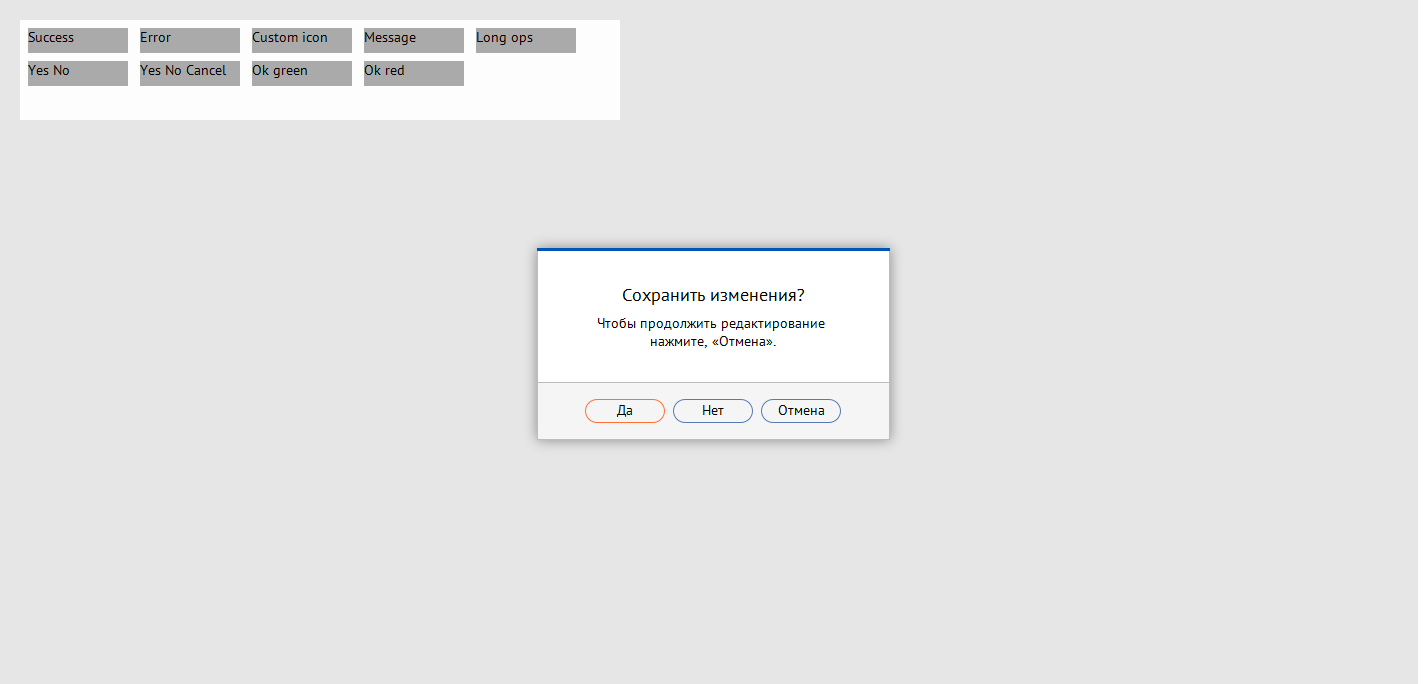 Success Error Custom icon Message Long ops
Yes No Yes No Cancel Ok green Ok red
Сохранить изменения?
Чтобы продолжить редактирование
нажмите, «Отмена».
Да Нет Отмена